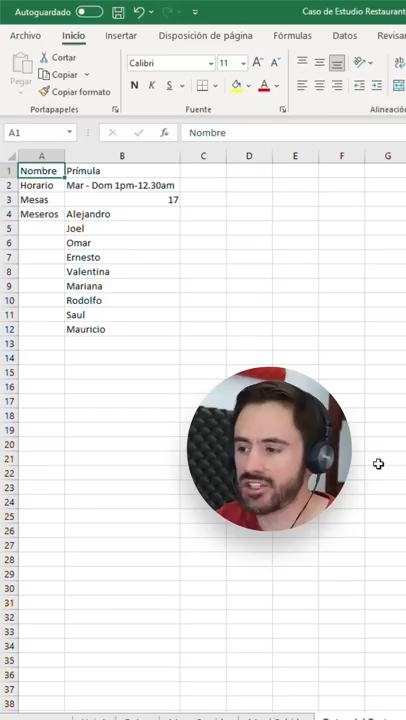 Autoguardado
Caso de Estudio Restaurant
Archivo Inicio Insertar Disposición de página Fórmulas Datos Revisar
Pegar
Cortar
Copiar
Copiar formato
Portapapeles
Calibri 11
N K S
Fuente
A1 Nombre
A B C D E F G
1 Nombre Prímula
2 Horario Mar - Dom 1pm-12.30am
3 Mesas 17
4 Meseros Alejandro
5 Joel
6 Omar
7 Ernesto
8 Valentina
9 Mariana
10 Rodolfo
11 Saul
12 Mauricio
13
14
15
16
17
18
19
20
21
22
23
24
25
26
27
28
29
30
31
32
33
34
35
36
37
38